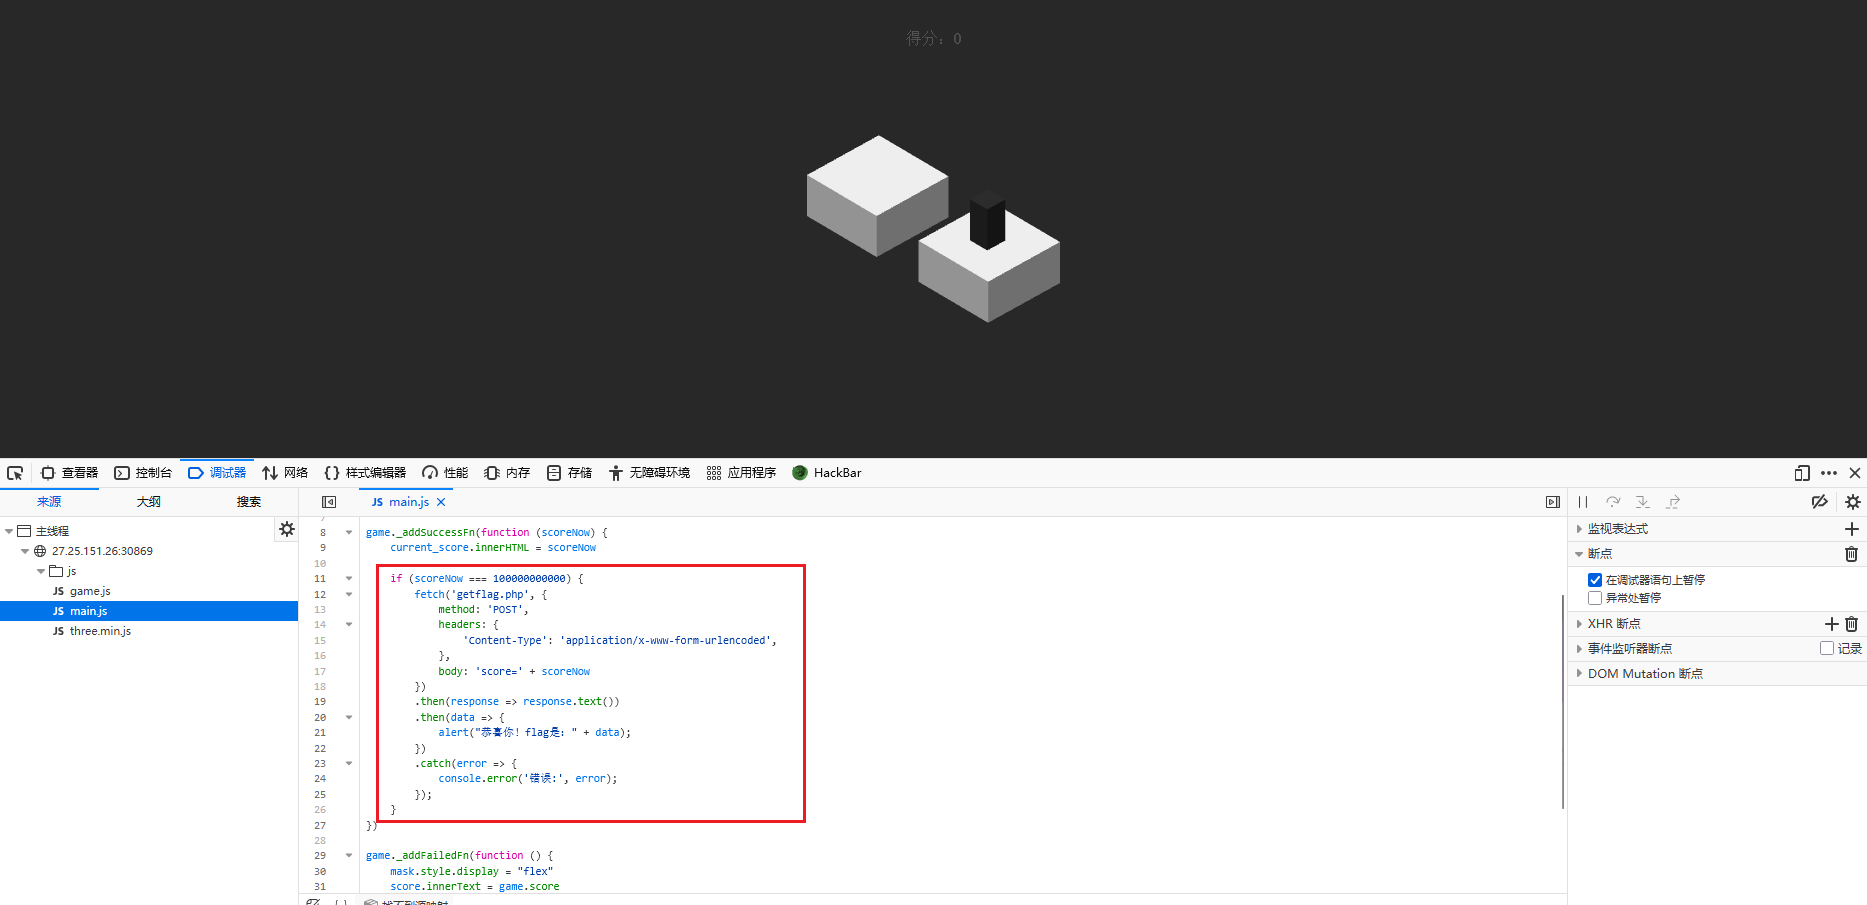 得分：0
查看器 控制台 调试器 网络 样式编辑器 性能 内存 存储 无障碍环境 应用程序 HackBar
来源 大纲 搜索
主线程
27.25.151.26:30869
js
JS game.js
JS main.js
JS three.min.js
JS main.js
7
8 game._addSuccessFn(function (scoreNow) {
9 current_score.innerHTML = scoreNow
10
11 if (scoreNow === 100000000000) {
12 fetch('getflag.php', {
13 method: 'POST',
14 headers: {
15 'Content-Type': 'application/x-www-form-urlencoded',
16 },
17 body: 'score=' + scoreNow
18 })
19 .then(response => response.text())
20 .then(data => {
21 alert("恭喜你！flag是：" + data);
22 })
23 .catch(error => {
24 console.error('错误:', error);
25 });
26 }
27 })
28
29 game._addFailedFn(function () {
30 mask.style.display = "flex"
31 score.innerText = game.score
{ } 找不到源映射
监视表达式
断点
在调试器语句上暂停
异常处暂停
XHR 断点
事件监听器断点 记录
DOM Mutation 断点